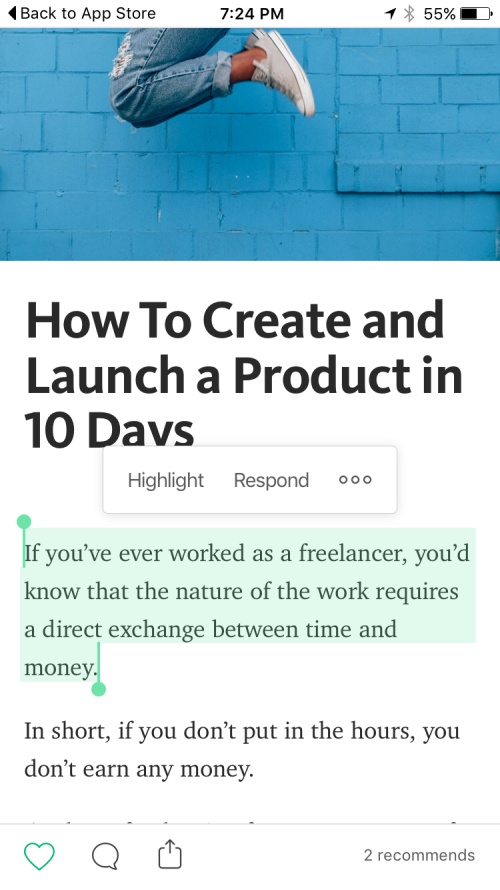 Back to App Store 7:24 PM 55%
How To Create and
Launch a Product in
10 Days
Highlight Respond
If you’ve ever worked as a freelancer, you’d
know that the nature of the work requires
a direct exchange between time and
money.
In short, if you don’t put in the hours, you
don’t earn any money.
2 recommends